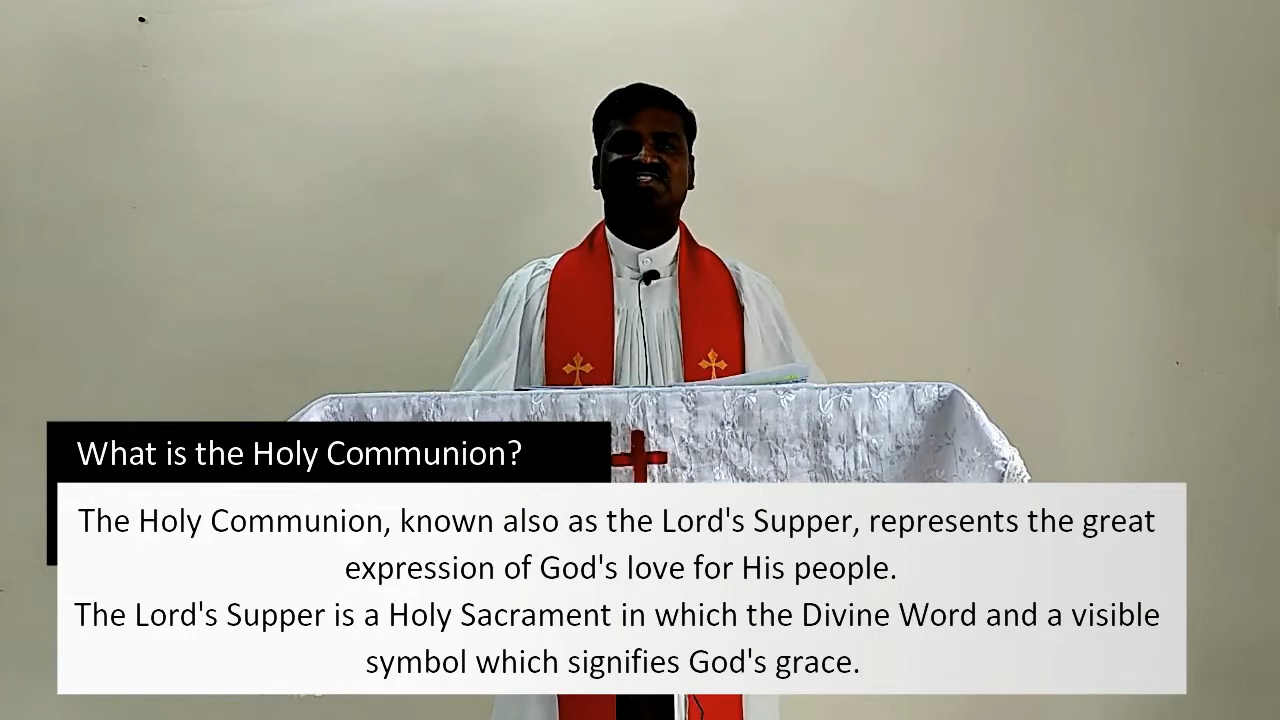 What is the Holy Communion?
The Holy Communion, known also as the Lord's Supper, represents the great
expression of God's love for His people.
The Lord's Supper is a Holy Sacrament in which the Divine Word and a visible
symbol which signifies God's grace.